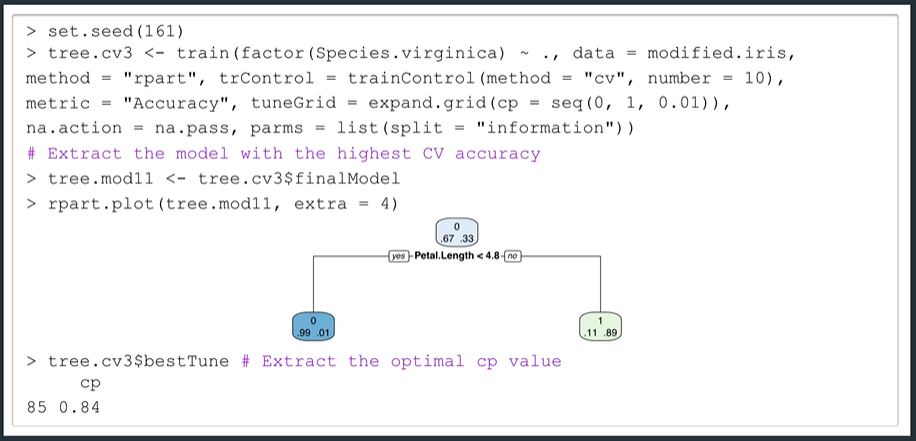 > set.seed(161)
> tree.cv3 <- train(factor(Species.virginica) ~ ., data = modified.iris,
method = "rpart", trControl = trainControl(method = "cv", number = 10),
metric = "Accuracy", tuneGrid = expand.grid(cp = seq(0, 1, 0.01)),
na.action = na.pass, parms = list(split = "information"))
# Extract the model with the highest CV accuracy
> tree.mod11 <- tree.cv3$finalModel
> rpart.plot(tree.mod11, extra = 4)
0
.67 .33
yes Petal.Length < 4.8 no
0 1
.99 .01 .11 .89
> tree.cv3$bestTune # Extract the optimal cp value
cp
85 0.84